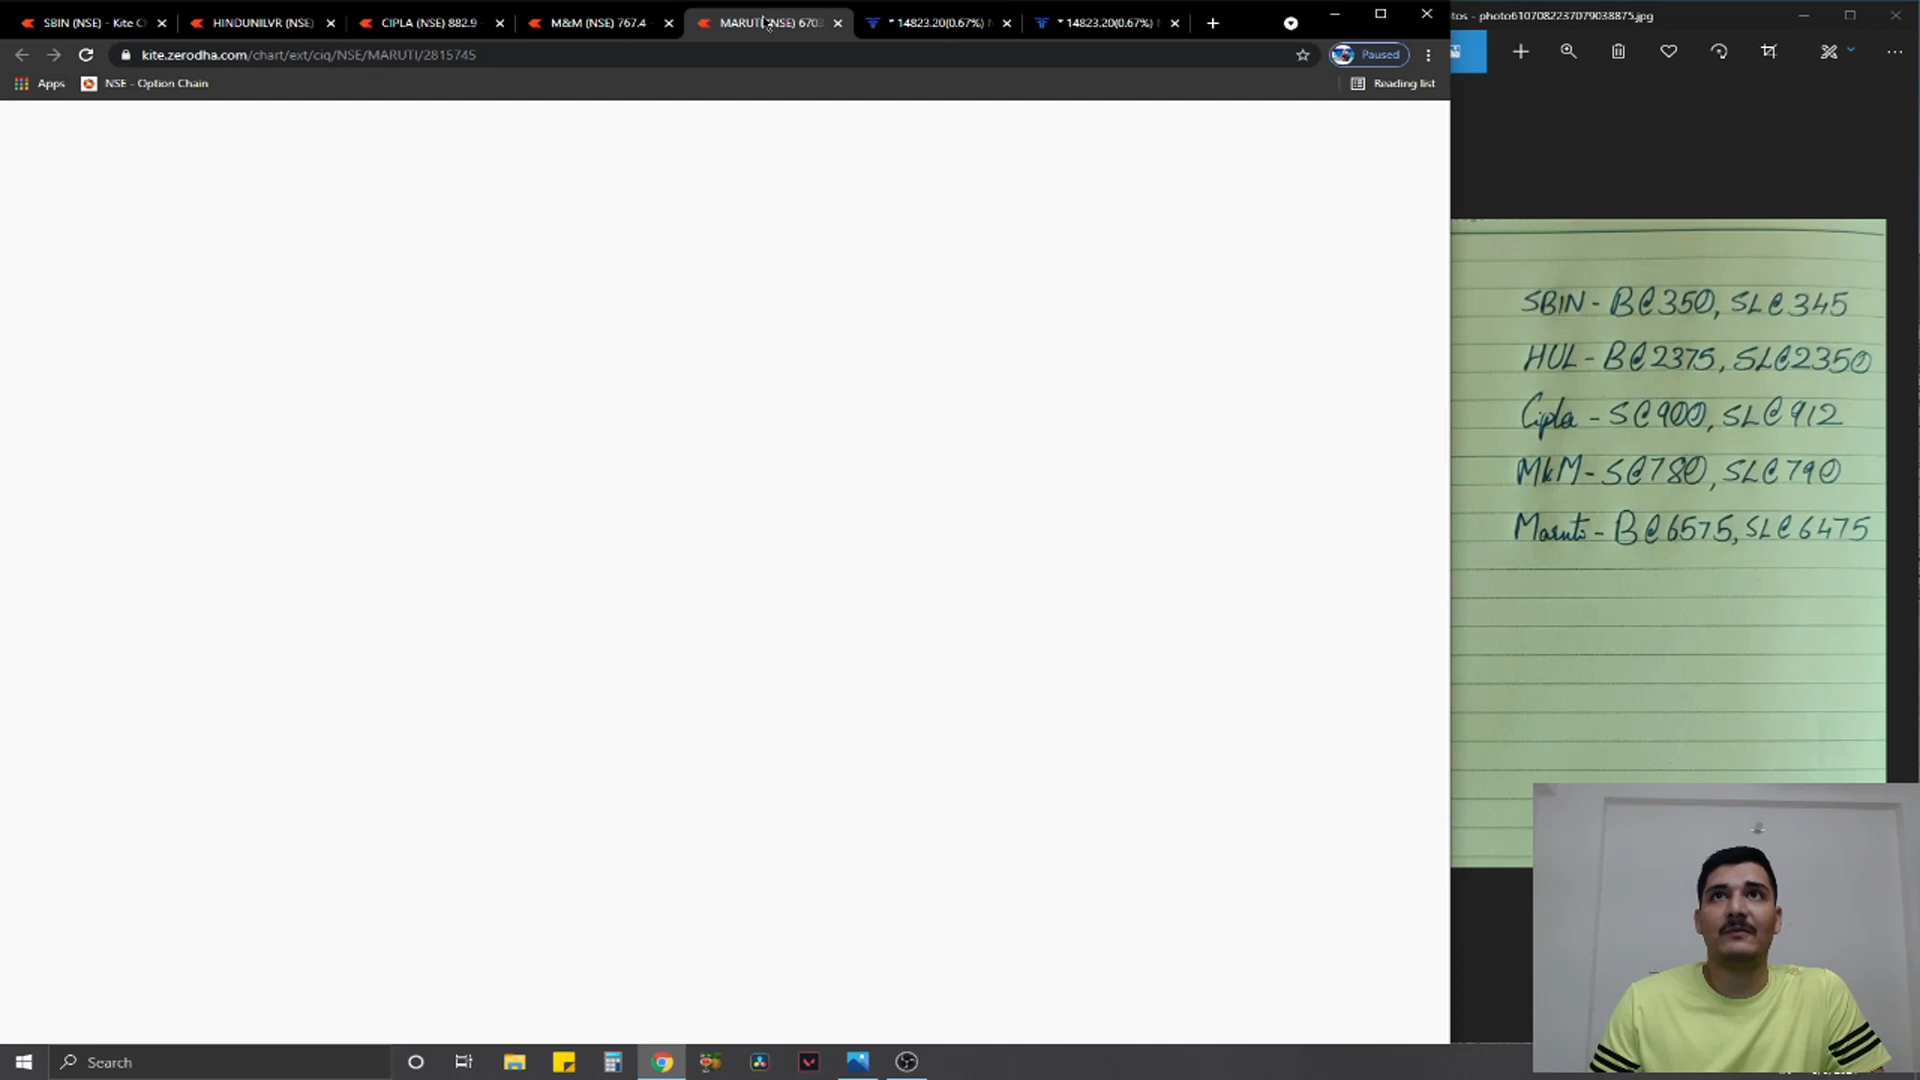 SBIN (NSE) - Kite C
HINDUNILVR (NSE)
CIPLA (NSE) 882.9
M&M (NSE) 767.4
MARUTI (NSE) 670
* 14823.20(0.67%)
* 14823.20(0.67%)
tos - photo6107082237079038875.jpg
kite.zerodha.com/chart/ext/ciq/NSE/MARUTI/2815745
Paused
Apps
NSE - Option Chain
Reading list
SBIN - B@350, SL@345
HUL - B@2375, SL@2350
Cipla - S@900, SL@912
M&M - S@780, SL@790
Maruti - B@6575, SL@6475
Search